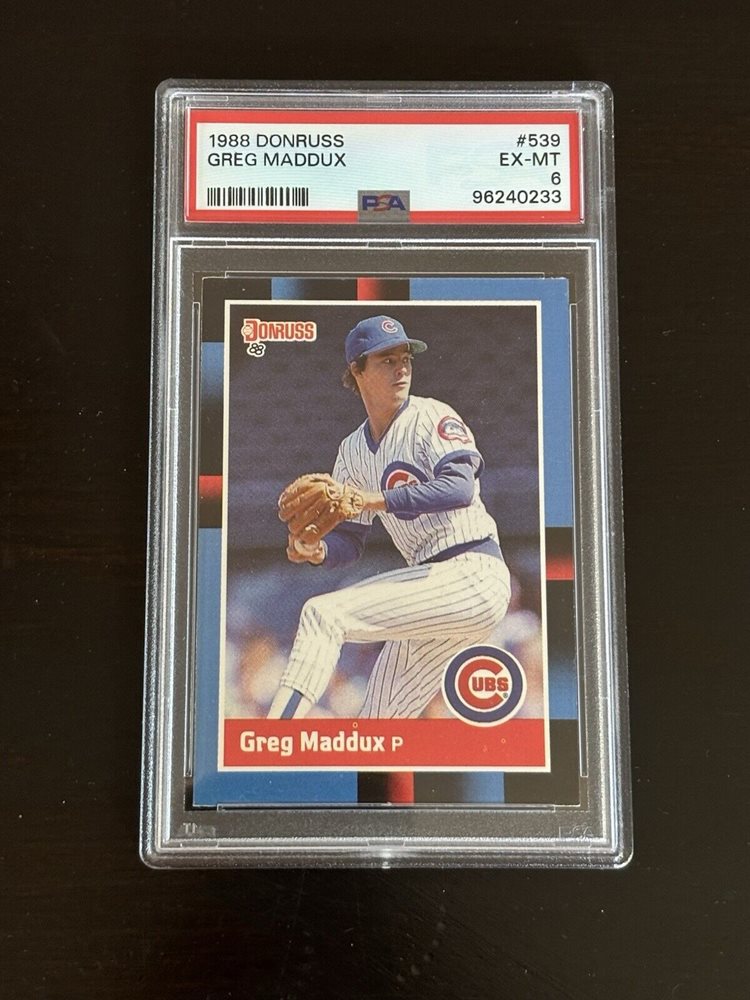 1988 DONRUSS #539
GREG MADDUX EX-MT
6
PSA 96240233
DONRUSS
'88
C
CUBS
Greg Maddux P